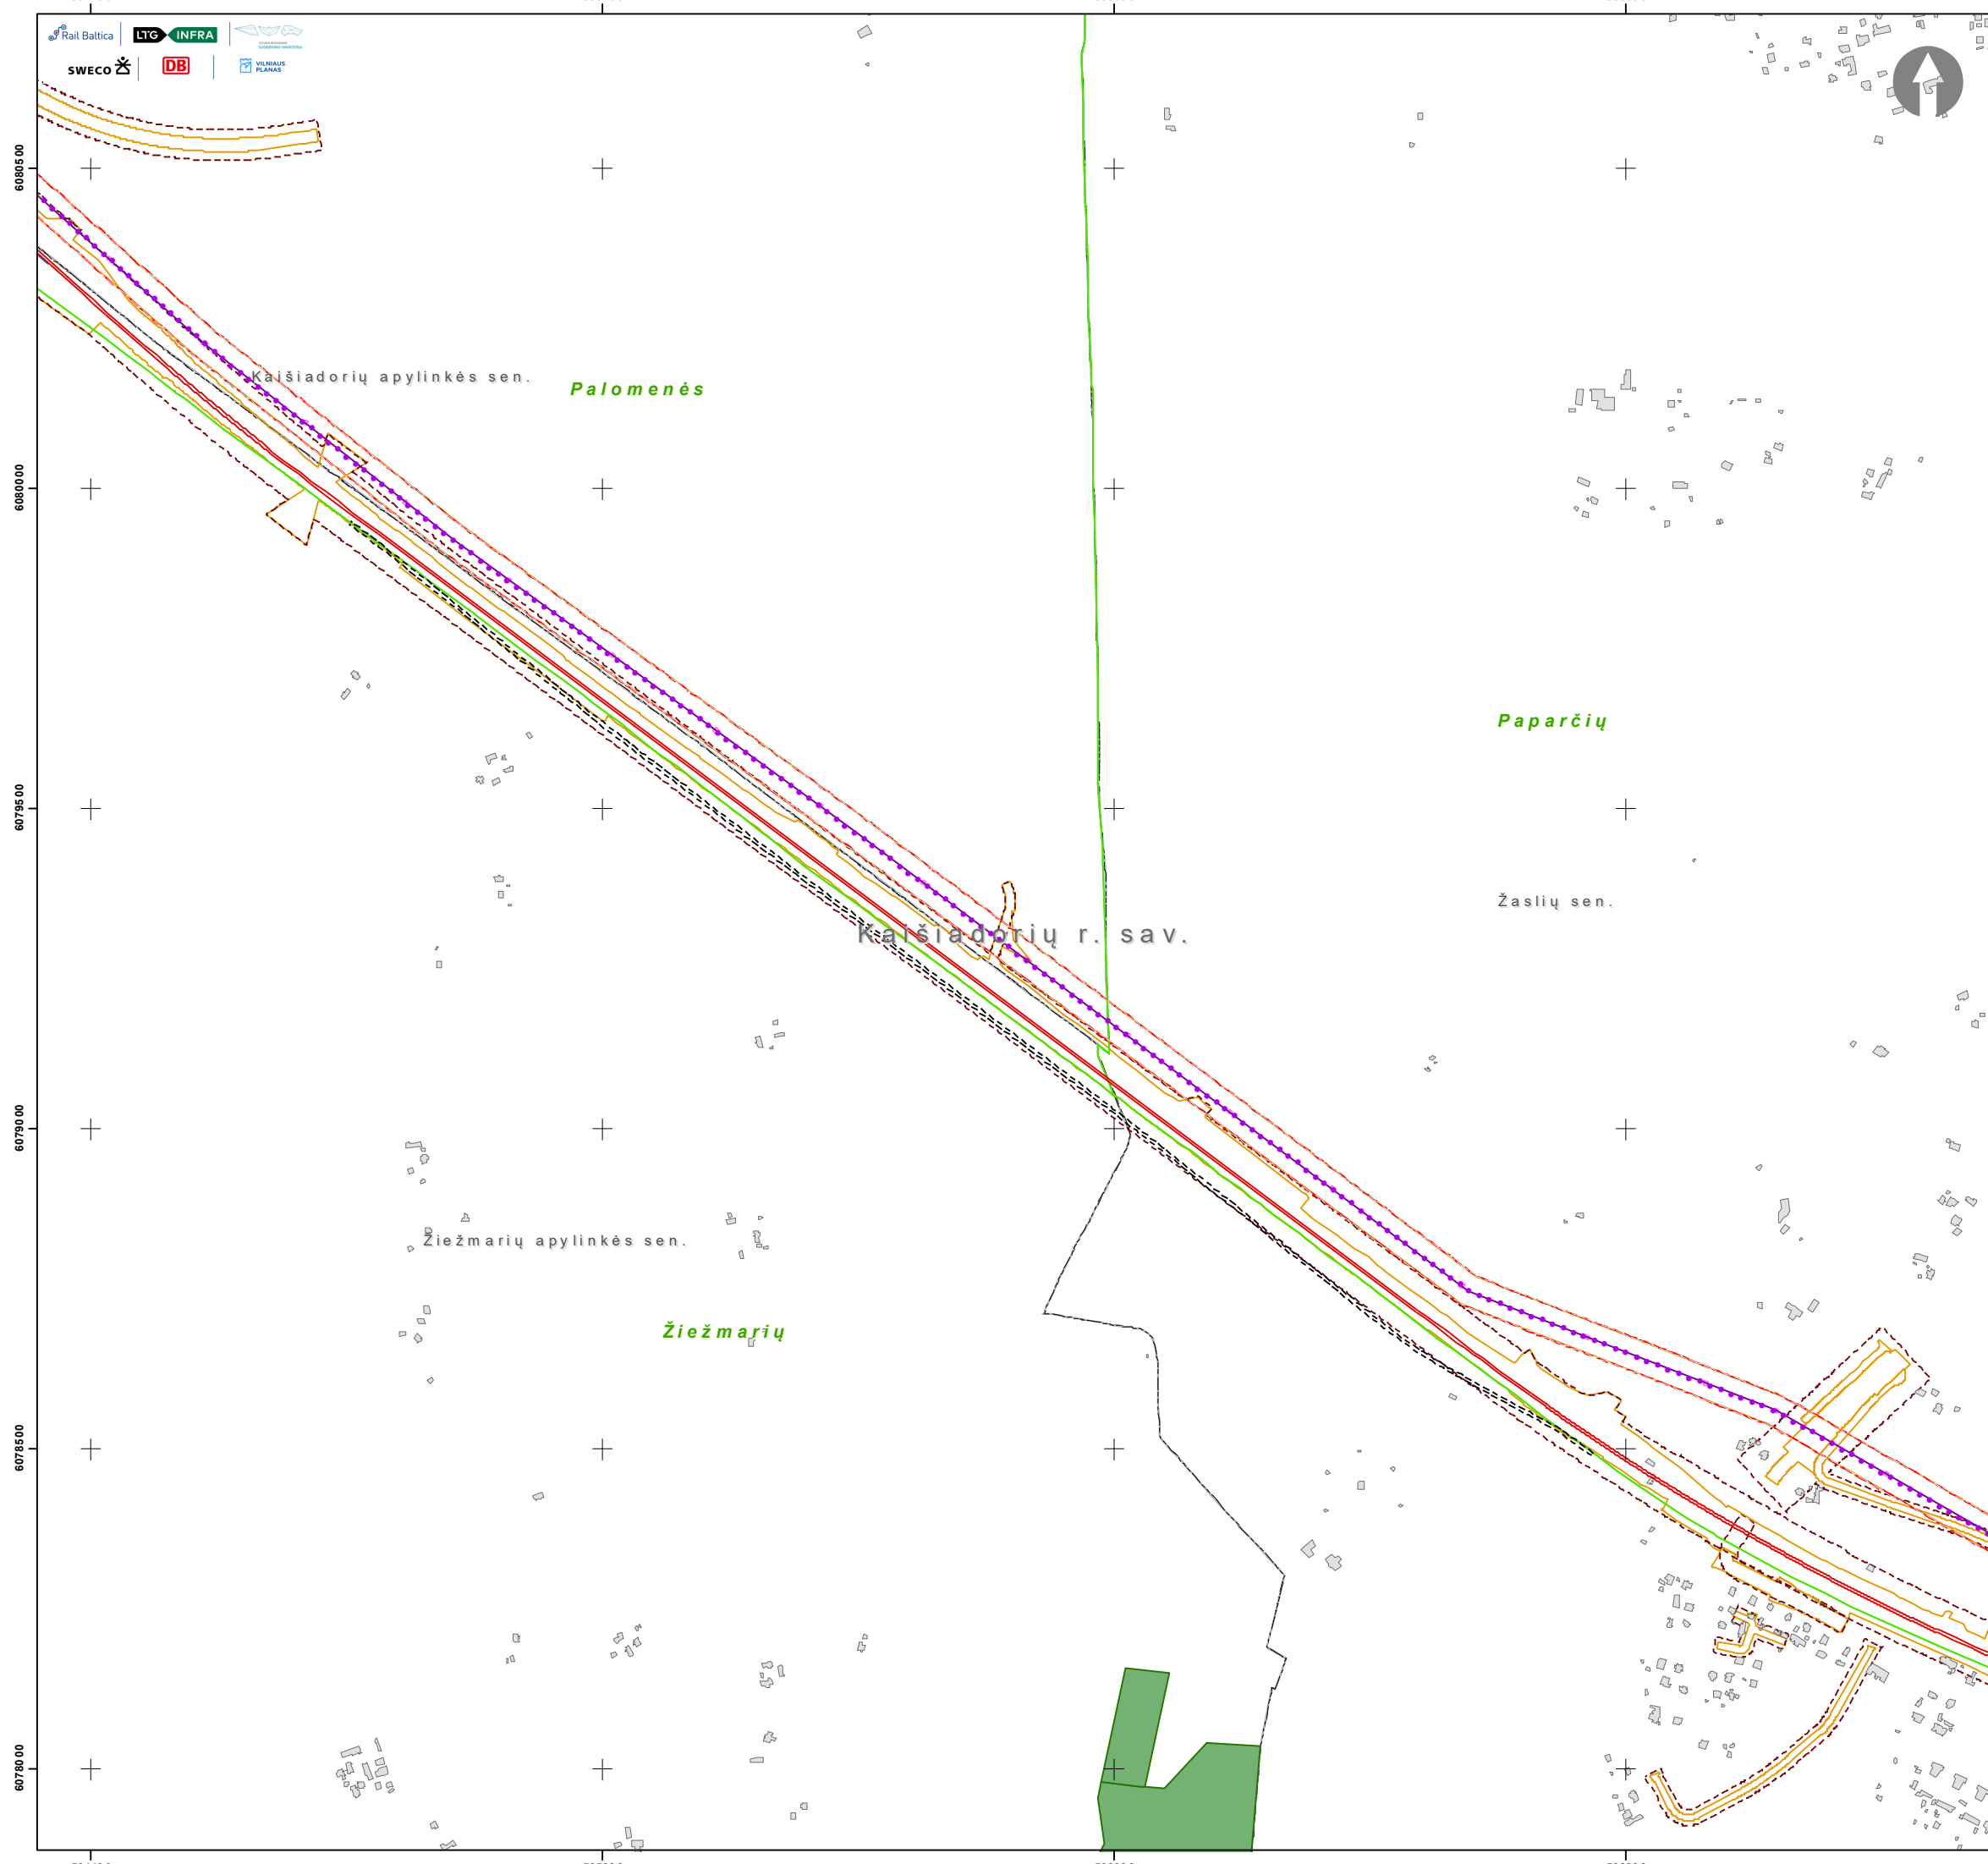 Rail Baltica
LTG INFRA
SWECO
DB
VILNIAUS
PLANAS
6080500
Kaišiadorių apylinkės sen.
Palomenės
6080000
Paparčių
6079500
Žaslių sen.
Kaišiadorių r. sav.
6079000
Žiežmarių apylinkės sen.
Žiežmarių
6078500
6078000